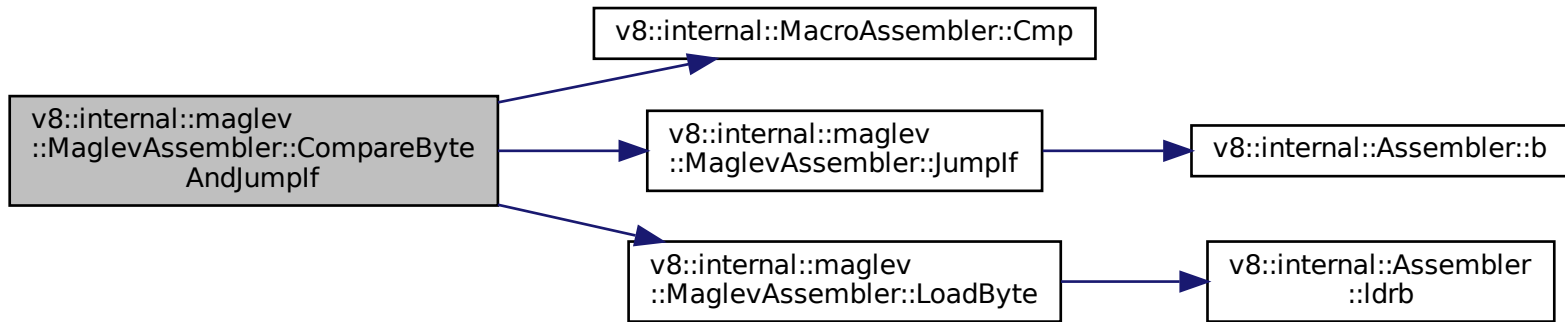 v8::internal::maglev
::MaglevAssembler::CompareByte
AndJumpIf
v8::internal::MacroAssembler::Cmp
v8::internal::maglev
::MaglevAssembler::JumpIf
v8::internal::Assembler::b
v8::internal::maglev
::MaglevAssembler::LoadByte
v8::internal::Assembler
::ldrb